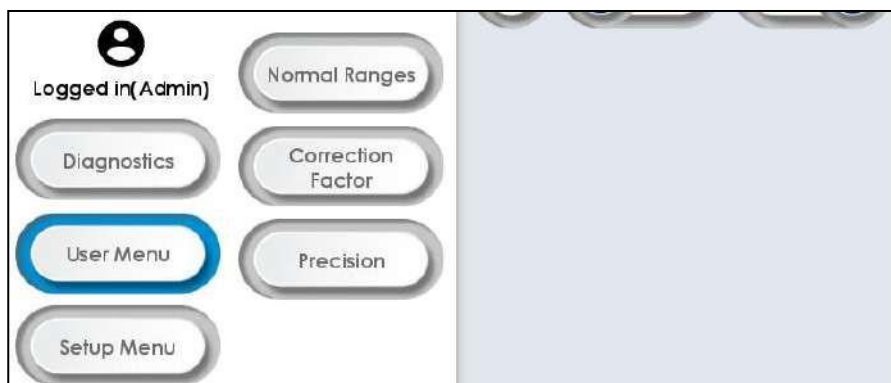 Logged in(Admin)
Normal Ranges
Diagnostics
Correction
Factor
User Menu
Precision
Setup Menu